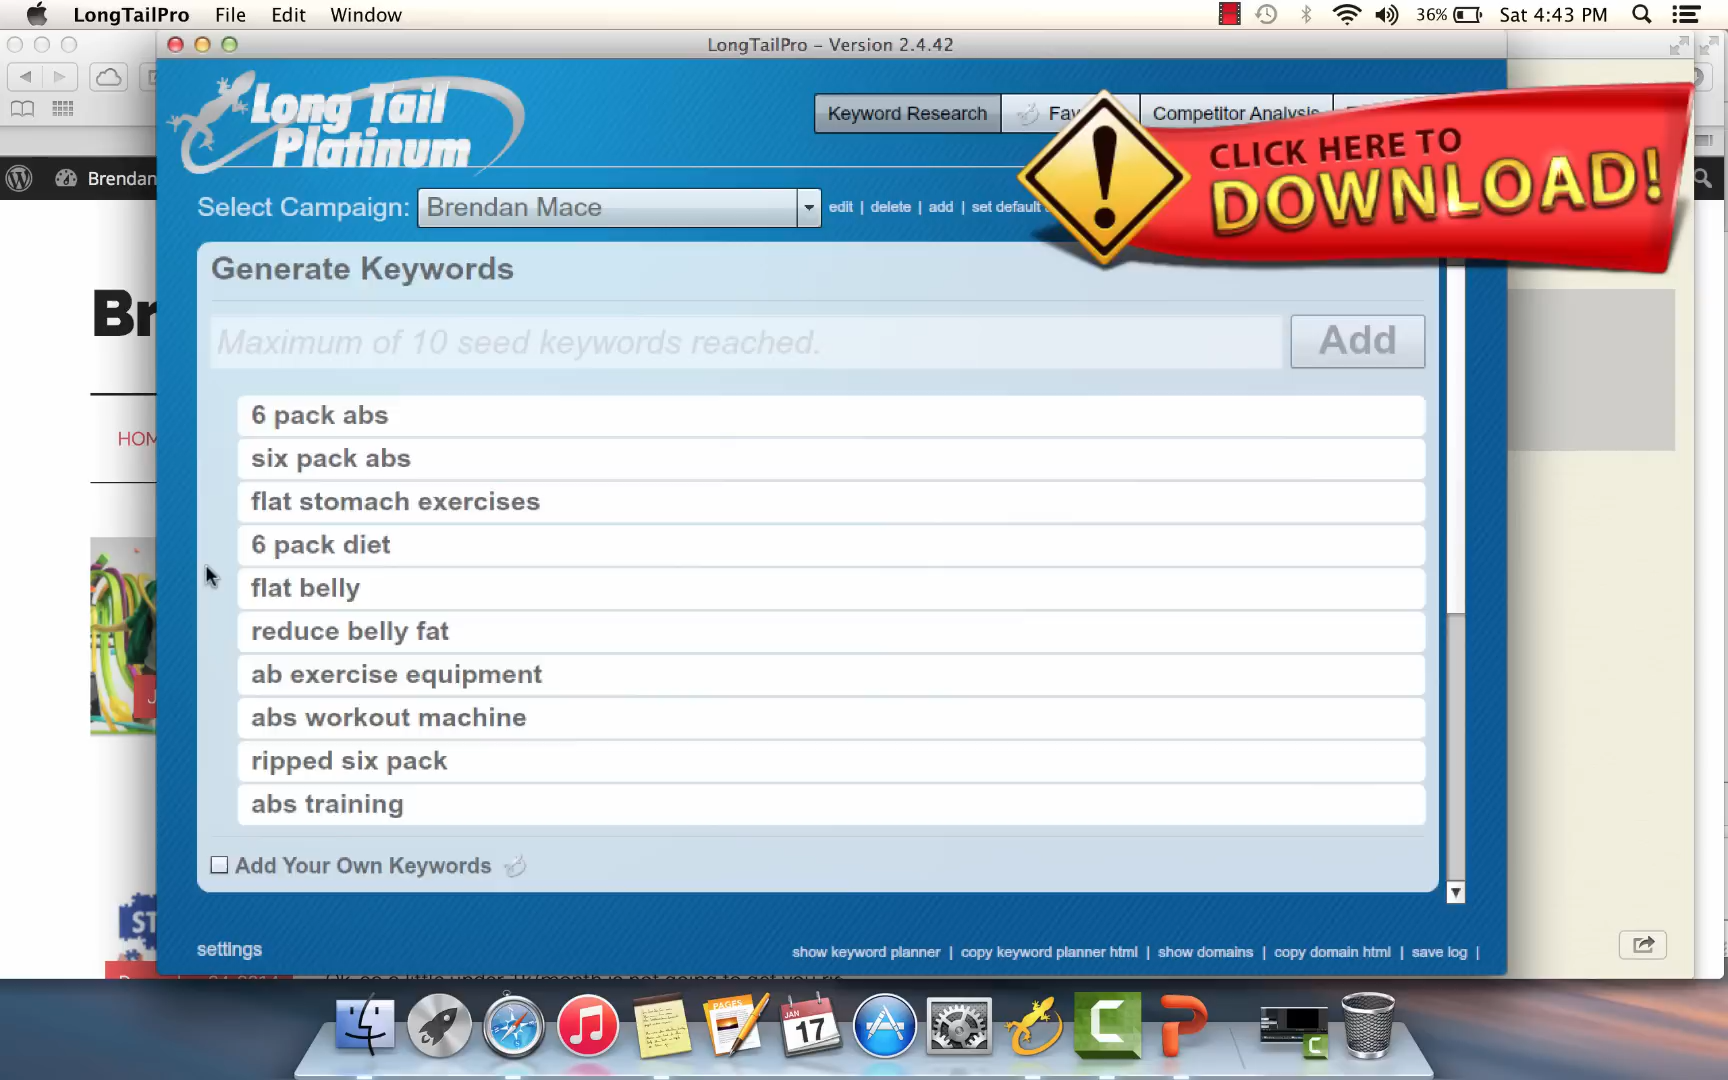 LongTailPro File Edit Window 36% Sat 4:43 PM
LongTailPro – Version 2.4.42
Long Tail
Platinum
Keyword Research Competitor Analysis
CLICK HERE TO
DOWNLOAD!
Brendan
Select Campaign: Brendan Mace edit | delete | add | set default
Generate Keywords
Maximum of 10 seed keywords reached. Add
6 pack abs
six pack abs
flat stomach exercises
6 pack diet
flat belly
reduce belly fat
ab exercise equipment
abs workout machine
ripped six pack
abs training
Add Your Own Keywords
settings
show keyword planner | copy keyword planner html | show domains | copy domain html | save log |
PAGES
JAN
17